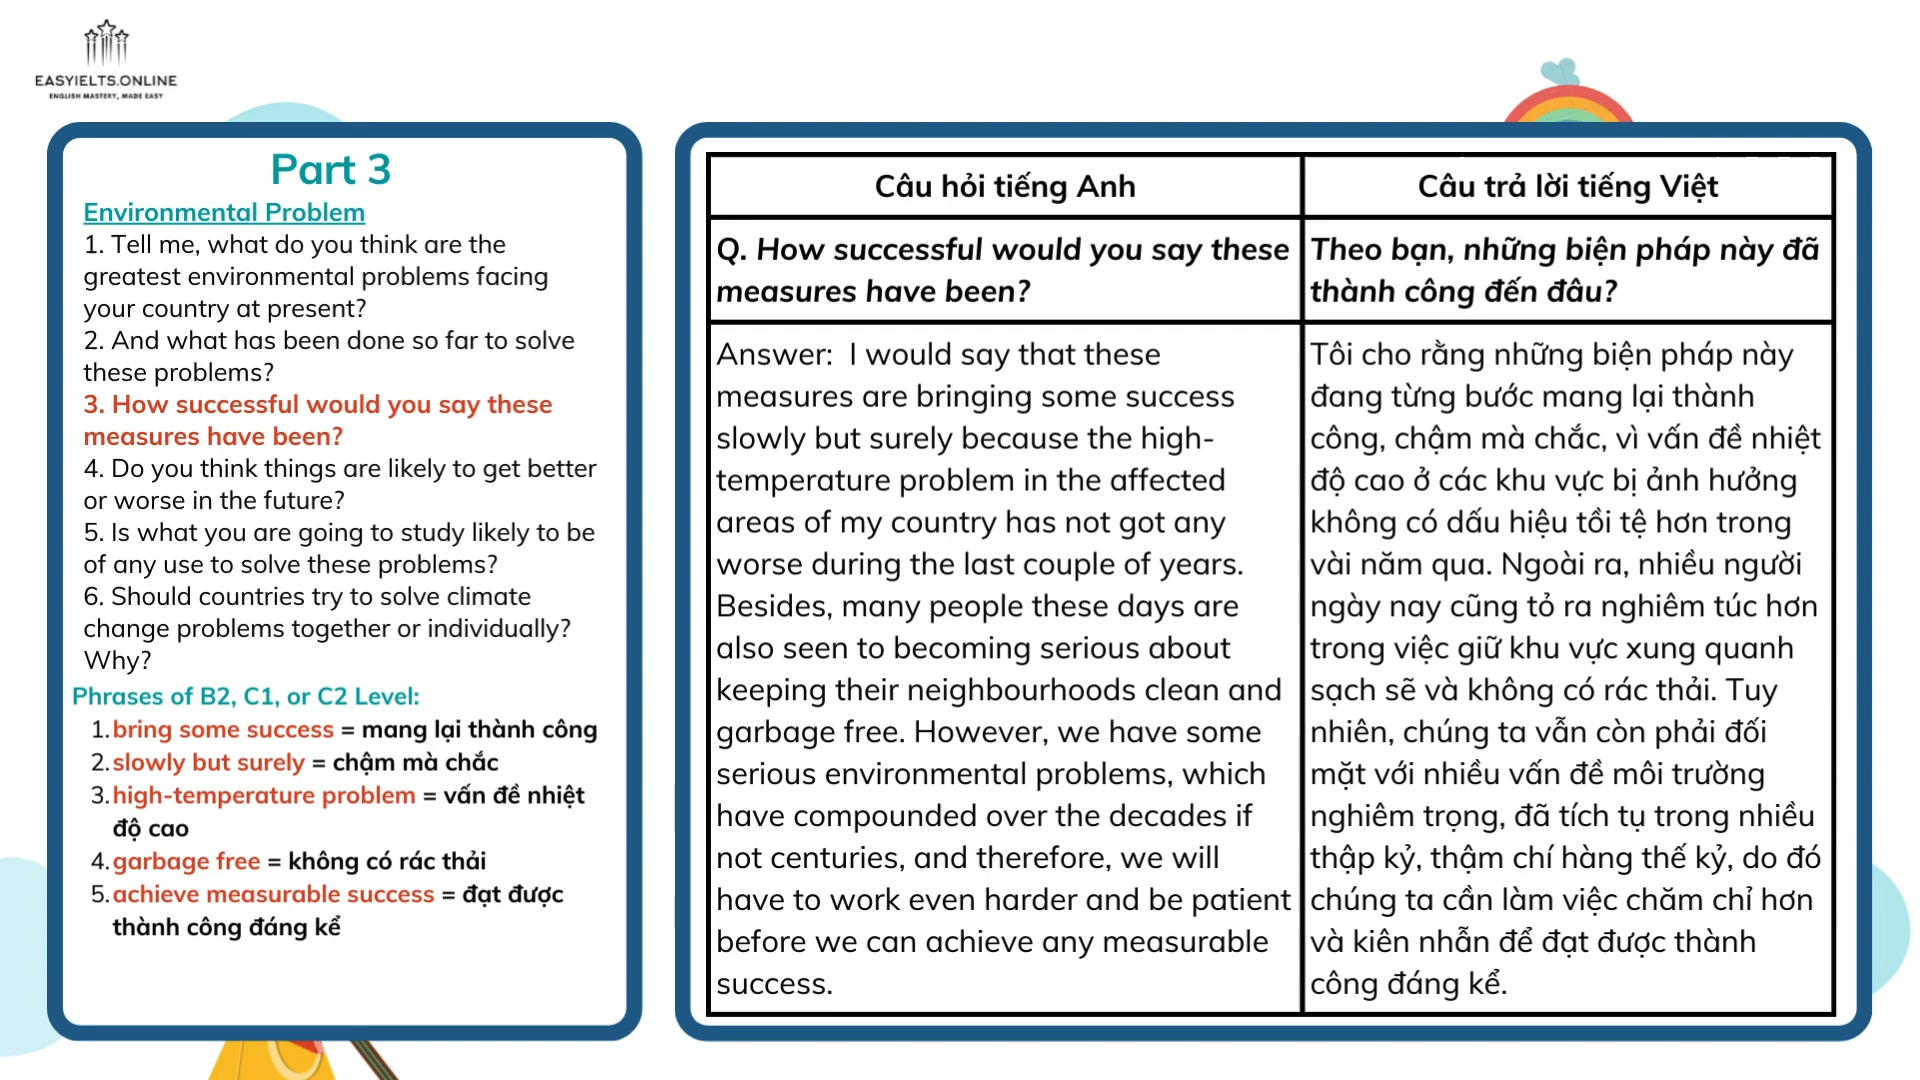 EASYIELTS.ONLINE
ENGLISH MASTERY, MADE EASY
Part 3
Environmental Problem
1. Tell me, what do you think are the
greatest environmental problems facing
your country at present?
2. And what has been done so far to solve
these problems?
3. How successful would you say these
measures have been?
4. Do you think things are likely to get better
or worse in the future?
5. Is what you are going to study likely to be
of any use to solve these problems?
6. Should countries try to solve climate
change problems together or individually?
Why?
Phrases of B2, C1, or C2 Level:
1. bring some success = mang lại thành công
2. slowly but surely = chậm mà chắc
3. high-temperature problem = vấn đề nhiệt
độ cao
4. garbage free = không có rác thải
5. achieve measurable success = đạt được
thành công đáng kể
Câu hỏi tiếng Anh
Q. How successful would you say these
measures have been?
Answer:  I would say that these
measures are bringing some success
slowly but surely because the high-
temperature problem in the affected
areas of my country has not got any
worse during the last couple of years.
Besides, many people these days are
also seen to becoming serious about
keeping their neighbourhoods clean and
garbage free. However, we have some
serious environmental problems, which
have compounded over the decades if
not centuries, and therefore, we will
have to work even harder and be patient
before we can achieve any measurable
success.
Câu trả lời tiếng Việt
Theo bạn, những biện pháp này đã
thành công đến đâu?
Tôi cho rằng những biện pháp này
đang từng bước mang lại thành
công, chậm mà chắc, vì vấn đề nhiệt
độ cao ở các khu vực bị ảnh hưởng
không có dấu hiệu tồi tệ hơn trong
vài năm qua. Ngoài ra, nhiều người
ngày nay cũng tỏ ra nghiêm túc hơn
trong việc giữ khu vực xung quanh
sạch sẽ và không có rác thải. Tuy
nhiên, chúng ta vẫn còn phải đối
mặt với nhiều vấn đề môi trường
nghiêm trọng, đã tích tụ trong nhiều
thập kỷ, thậm chí hàng thế kỷ, do đó
chúng ta cần làm việc chăm chỉ hơn
và kiên nhẫn để đạt được thành
công đáng kể.